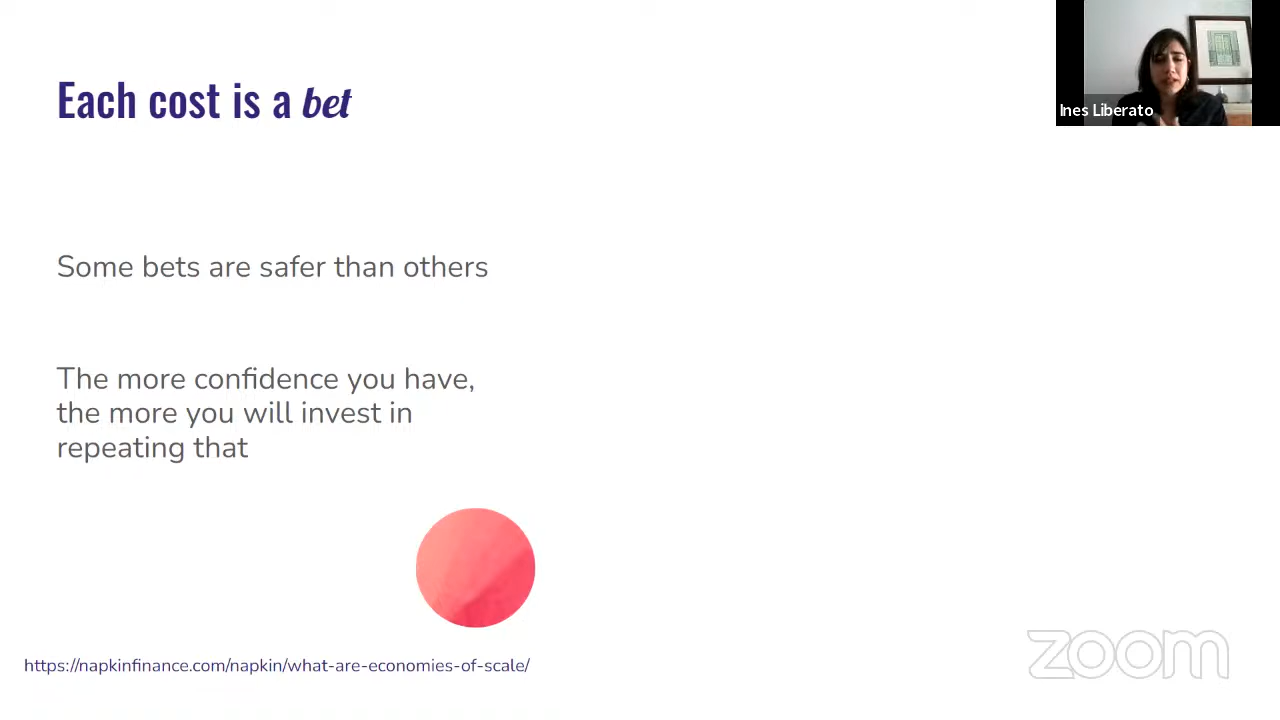 Each cost is a bet
Ines Liberato
Some bets are safer than others
The more confidence you have,
the more you will invest in
repeating that
https://napkinfinance.com/napkin/what-are-economies-of-scale/
zoom